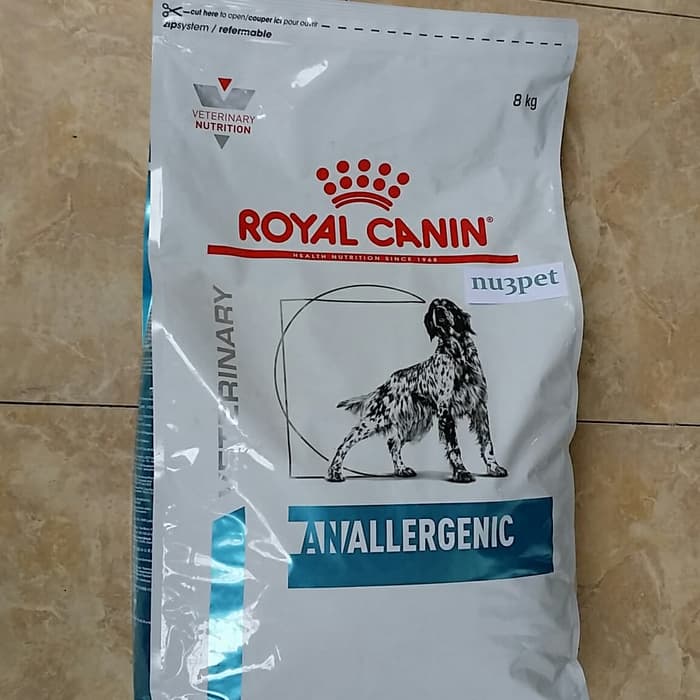 cut here to open/couper ici pour ouvrir
zipsystem / refermable
8 kg
VETERINARY
NUTRITION
ROYAL CANIN®
HEALTH NUTRITION SINCE 1968
nu3pet
VETERINARY
ANALLERGENIC